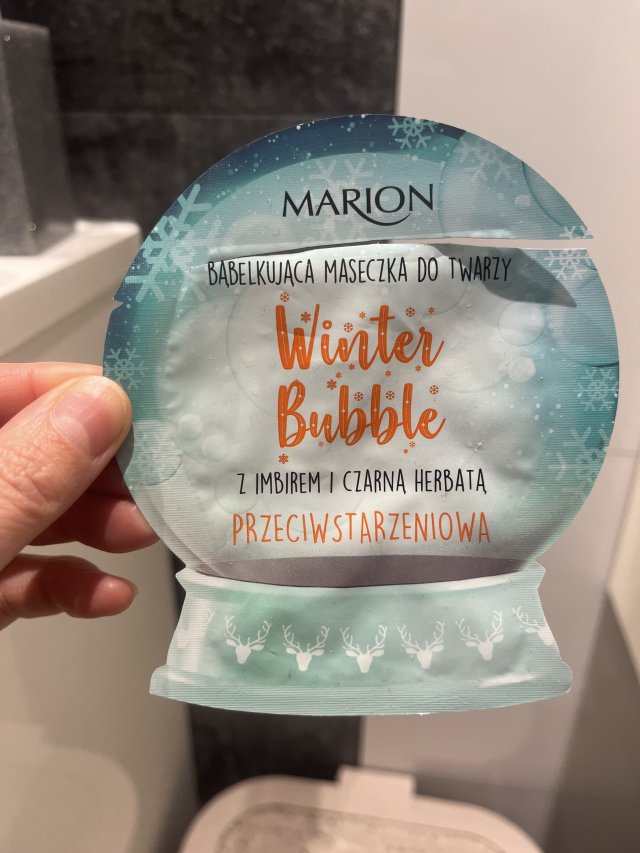 MARION
BĄBELKUJĄCA MASECZKA DO TWARZY
Winter
Bubble
Z IMBIREM I CZARNĄ HERBATĄ
PRZECIWSTARZENIOWA